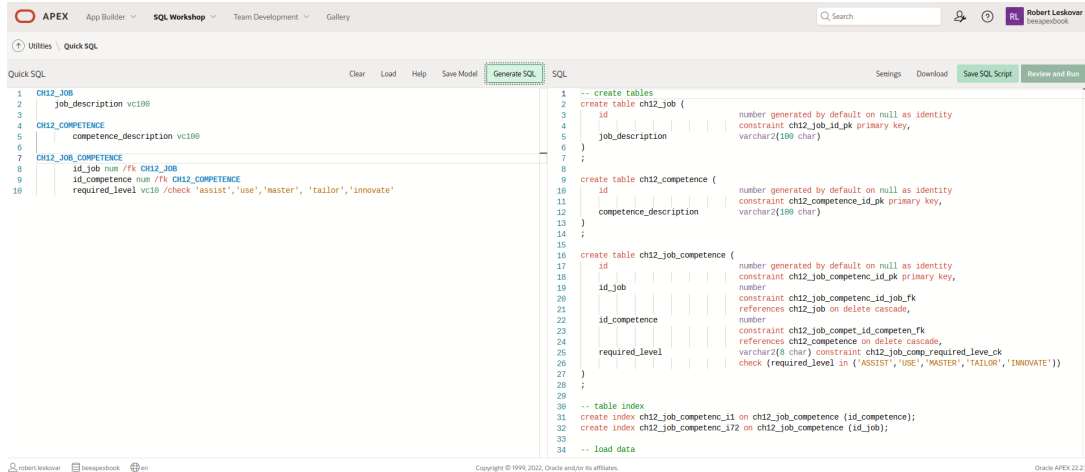 APEX App Builder SQL Workshop Team Development Gallery Search RL Robert Leskovar
beeapexbook
Utilities \ Quick SQL
Quick SQL Clear Load Help Save Model Generate SQL
1 CH12_JOB
2 job_description vc100
3
4 CH12_COMPETENCE
5 competence_description vc100
6
7 CH12_JOB_COMPETENCE
8 id_job num /fk CH12_JOB
9 id_competence num /fk CH12_COMPETENCE
10 required_level vc10 /check 'assist','use','master', 'tailor','innovate'
SQL Settings Download Save SQL Script Review and Run
1 -- create tables
2 create table ch12_job (
3 id number generated by default on null as identity
4 constraint ch12_job_id_pk primary key,
5 job_description varchar2(100 char)
6 )
7 ;
8
9 create table ch12_competence (
10 id number generated by default on null as identity
11 constraint ch12_competence_id_pk primary key,
12 competence_description varchar2(100 char)
13 )
14 ;
15
16 create table ch12_job_competence (
17 id number generated by default on null as identity
18 constraint ch12_job_competenc_id_pk primary key,
19 id_job number
20 constraint ch12_job_competenc_id_job_fk
21 references ch12_job on delete cascade,
22 id_competence number
23 constraint ch12_job_compet_id_competen_fk
24 references ch12_competence on delete cascade,
25 required_level varchar2(8 char) constraint ch12_job_comp_required_leve_ck
26 check (required_level in ('ASSIST','USE','MASTER','TAILOR','INNOVATE'))
27 )
28 ;
29
30 -- table index
31 create index ch12_job_competenc_i1 on ch12_job_competence (id_competence);
32 create index ch12_job_competenc_i72 on ch12_job_competence (id_job);
33
34 -- load data
robert.leskovar beeapexbook en Copyright © 1999, 2022, Oracle and/or its affiliates. Oracle APEX 22.2.